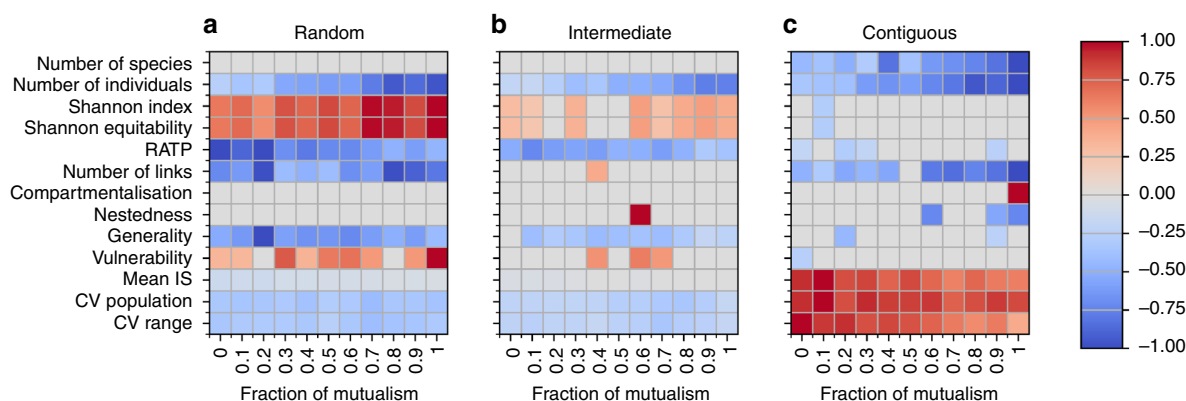 a Random
b Intermediate
c Contiguous
Number of species
Number of individuals
Shannon index
Shannon equitability
RATP
Number of links
Compartmentalisation
Nestedness
Generality
Vulnerability
Mean IS
CV population
CV range
0 0.1 0.2 0.3 0.4 0.5 0.6 0.7 0.8 0.9 1
Fraction of mutualism
0 0.1 0.2 0.3 0.4 0.5 0.6 0.7 0.8 0.9 1
Fraction of mutualism
0 0.1 0.2 0.3 0.4 0.5 0.6 0.7 0.8 0.9 1
Fraction of mutualism
1.00
0.75
0.50
0.25
0.00
−0.25
−0.50
−0.75
−1.00